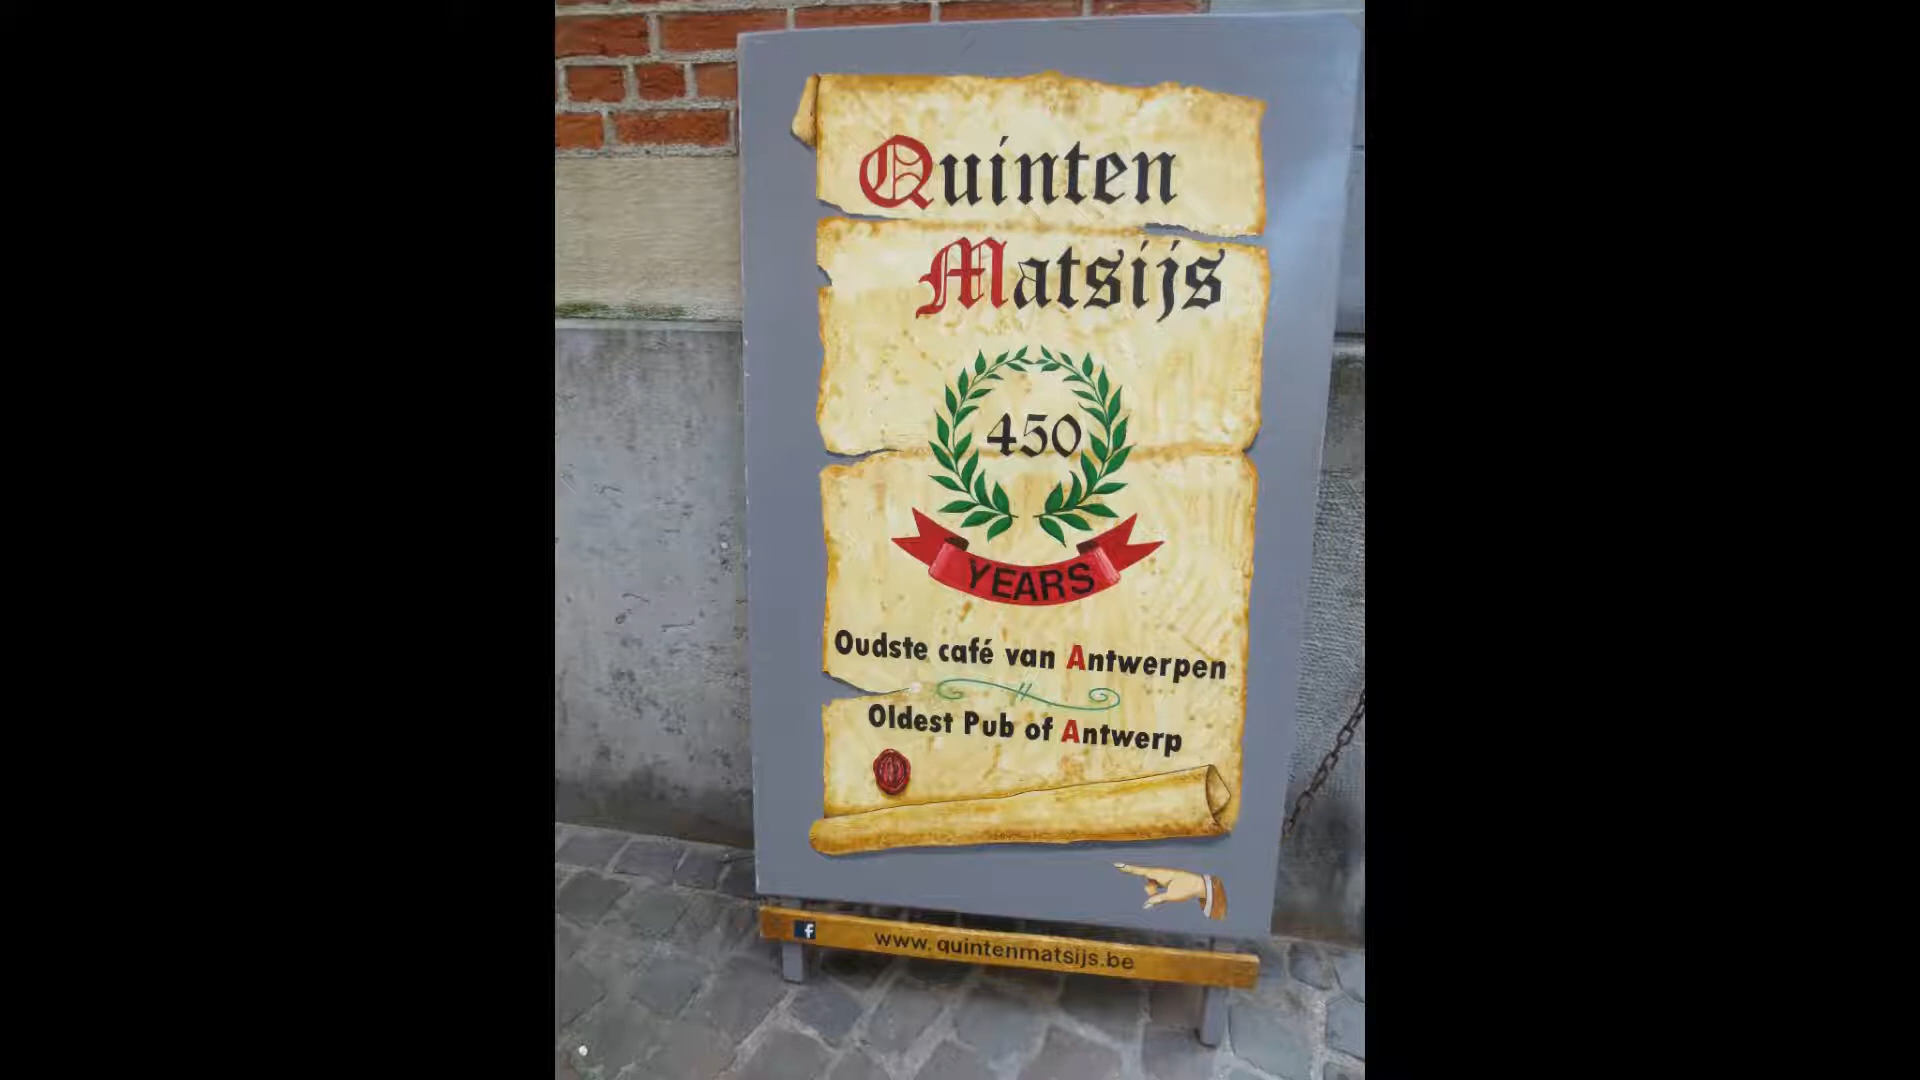 Quinten
Matsijs
450
YEARS
Oudste café van Antwerpen
Oldest Pub of Antwerp
f
www.quintenmatsijs.be